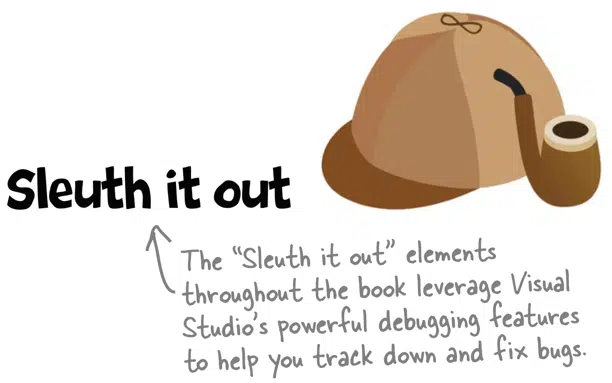 Sleuth it out
The “Sleuth it out” elements
throughout the book leverage Visual
Studio’s powerful debugging features
to help you track down and fix bugs.